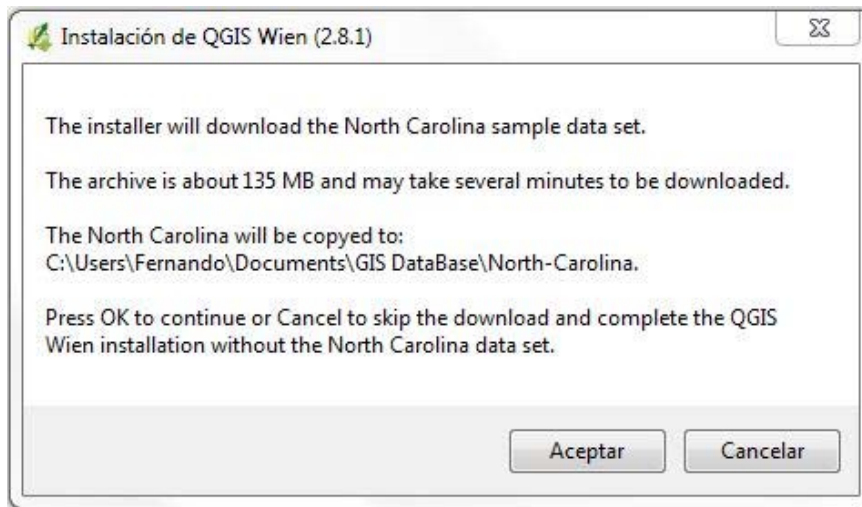 Instalación de QGIS Wien (2.8.1)
The installer will download the North Carolina sample data set.
The archive is about 135 MB and may take several minutes to be downloaded.
The North Carolina will be copyed to:
C:\Users\Fernando\Documents\GIS DataBase\North-Carolina.
Press OK to continue or Cancel to skip the download and complete the QGIS
Wien installation without the North Carolina data set.
Aceptar
Cancelar